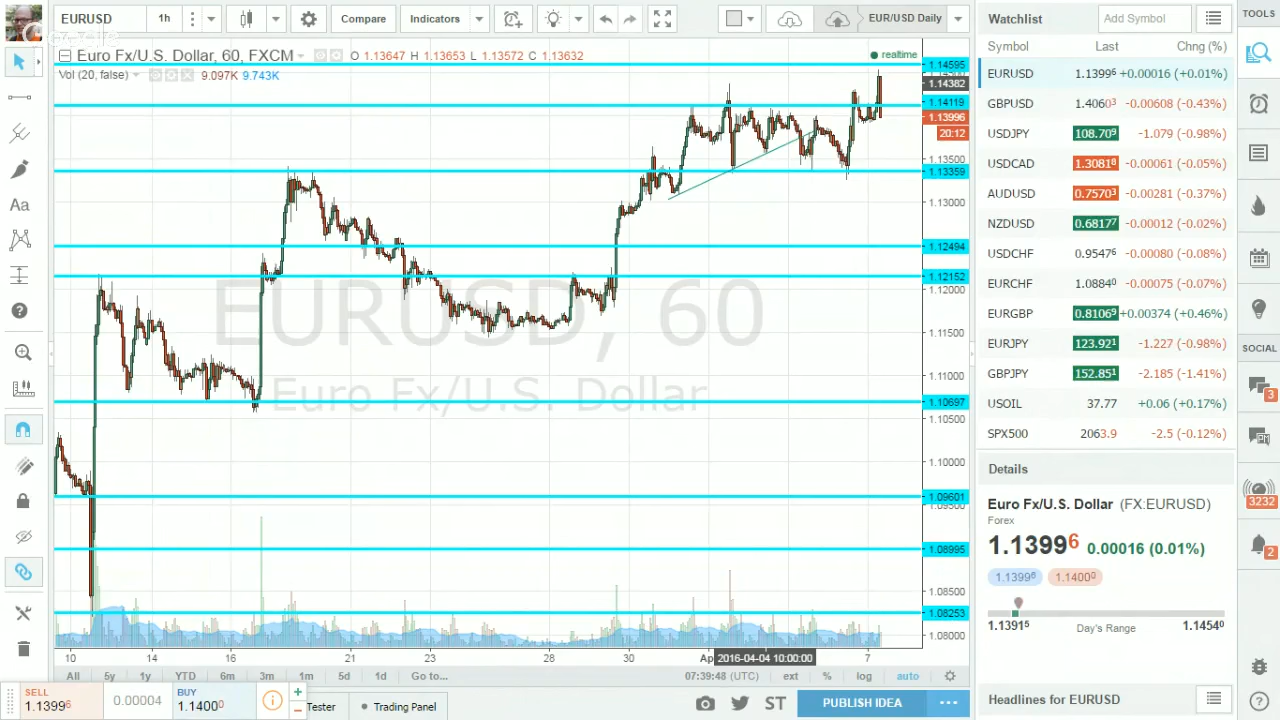 EURUSD 1h Compare Indicators EUR/USD Daily
Watchlist Add Symbol TOOLS
Google
Euro Fx/U.S. Dollar, 60, FXCM O 1.13647 H 1.13653 L 1.13572 C 1.13632
realtime
Vol (20, false) 9.097K 9.743K
1.14595
1.14382
1.14119
1.13996
20:12
1.13500
1.13359
1.13000
1.12494
1.12152
1.12000
1.11500
1.11000
1.10697
1.10500
1.10000
1.09601
1.09500
1.08995
1.08500
1.08253
1.08000
EURUSD, 60
Euro Fx/U.S. Dollar
10 14 16 21 23 28 30 Ap 2016-04-04 10:00:00 7
All 5y 1y YTD 6m 3m 1m 5d 1d Go to... 07:39:48 (UTC) ext % log auto
SELL
1.13996
0.00004
BUY
1.14000
Tester Trading Panel ST PUBLISH IDEA
Symbol Last Chng (%)
EURUSD 1.13996 +0.00016 (+0.01%)
GBPUSD 1.40603 -0.00608 (-0.43%)
USDJPY 108.709 -1.079 (-0.98%)
USDCAD 1.30818 -0.00061 (-0.05%)
AUDUSD 0.75703 -0.00281 (-0.37%)
NZDUSD 0.68177 -0.00012 (-0.02%)
USDCHF 0.95476 -0.00080 (-0.08%)
EURCHF 1.08840 -0.00075 (-0.07%)
EURGBP 0.81069 +0.00374 (+0.46%)
EURJPY 123.921 -1.227 (-0.98%)
GBPJPY 152.851 -2.185 (-1.41%)
USOIL 37.77 +0.06 (+0.17%)
SPX500 2063.9 -2.5 (-0.12%)
Details
Euro Fx/U.S. Dollar (FX:EURUSD)
Forex
1.13996 0.00016 (0.01%)
1.13996 1.14000
1.13915 Day's Range 1.14540
Headlines for EURUSD
SOCIAL
3
3232
2
Aa